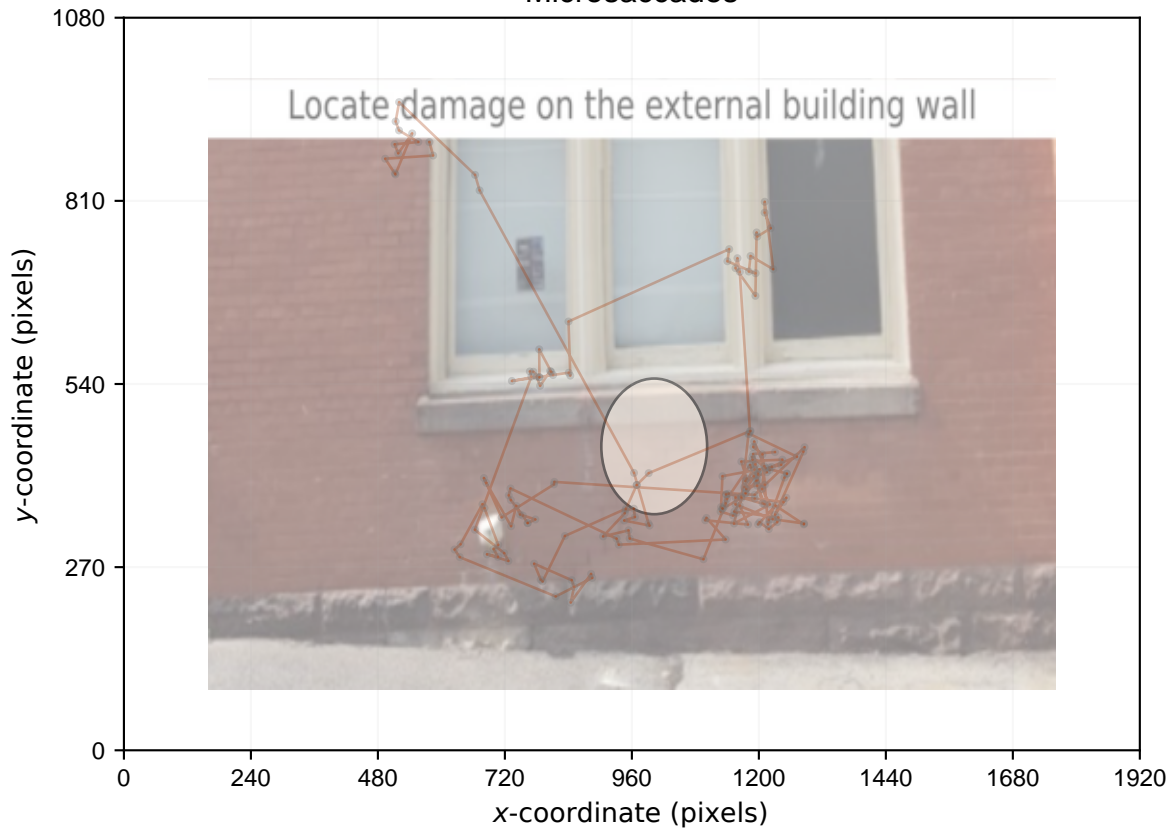 Microsaccades
1080
Locate damage on the external building wall
810
540
270
0
0 240 480 720 960 1200 1440 1680 1920
y-coordinate (pixels)
x-coordinate (pixels)